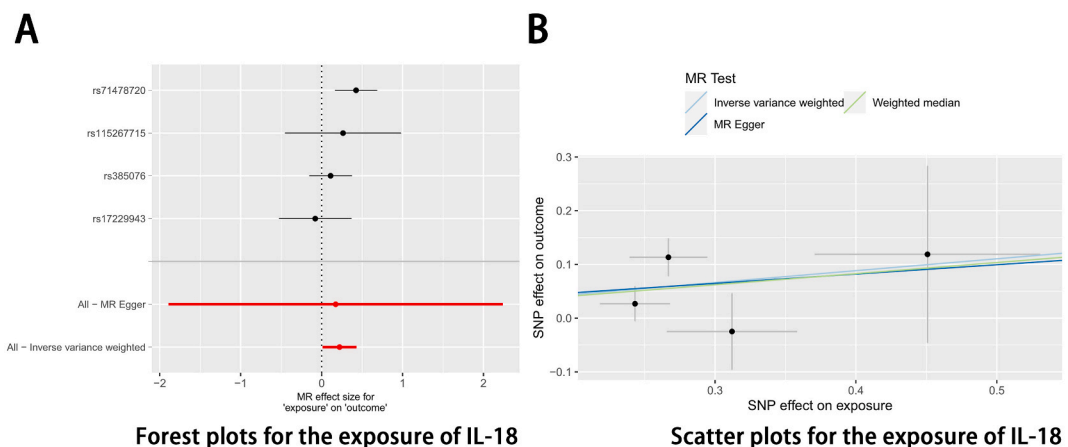 A
rs71478720
rs115267715
rs385076
rs17229943
All − MR Egger
All − Inverse variance weighted
−2
−1
0
1
2
MR effect size for
'exposure' on 'outcome'
Forest plots for the exposure of IL-18
B
MR Test
Inverse variance weighted
Weighted median
MR Egger
SNP effect on outcome
0.3
0.2
0.1
0.0
−0.1
0.3
0.4
0.5
SNP effect on exposure
Scatter plots for the exposure of IL-18